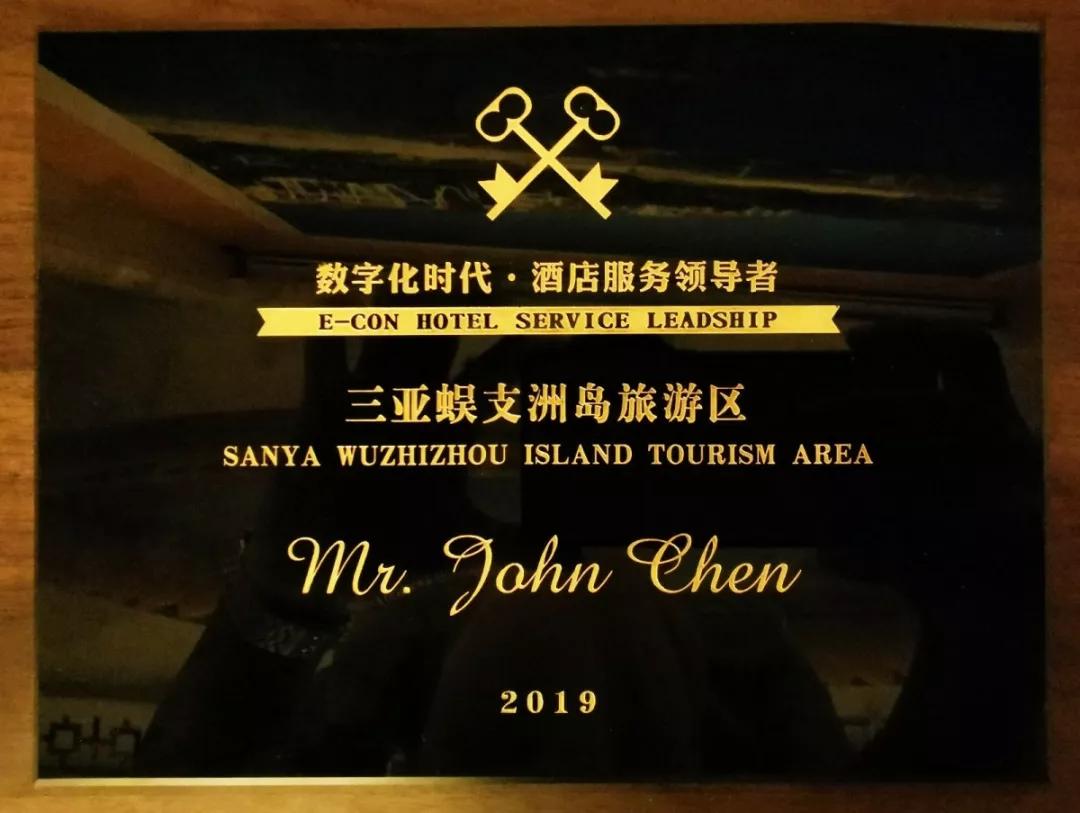 数字化时代·酒店服务领导者
E-CON HOTEL SERVICE LEADSHIP
三亚蜈支洲岛旅游区
SANYA WUZHIZHOU ISLAND TOURISM AREA
Mr. John Chen
2019